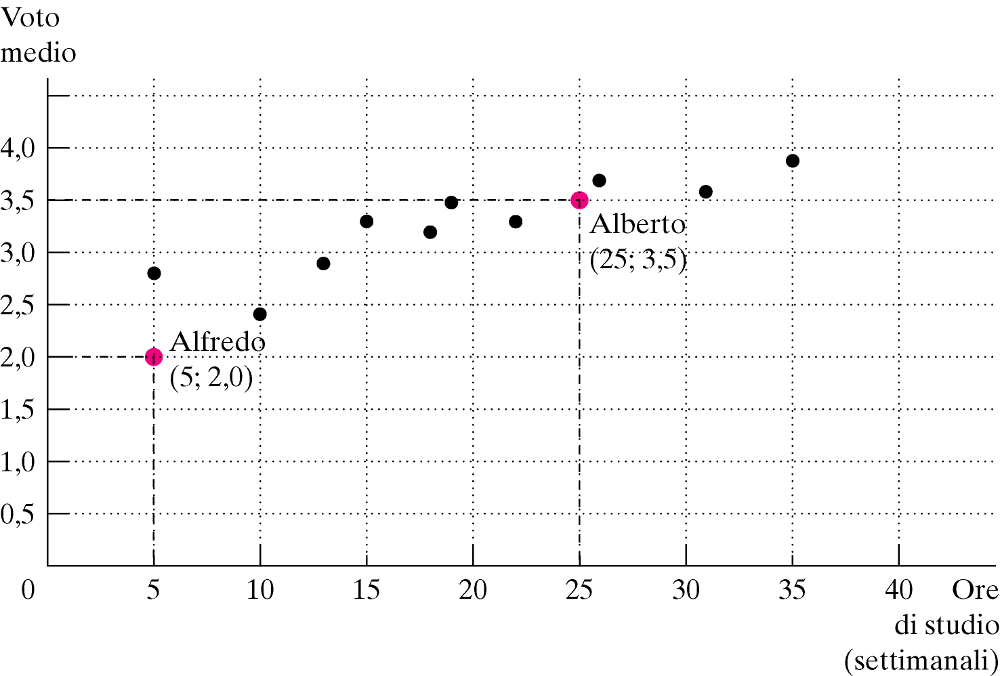 Voto
medio
4,0
3,5
3,0
2,5
2,0
1,5
1,0
0,5
Alberto
(25; 3,5)
Alfredo
(5; 2,0)
0 5 10 15 20 25 30 35 40 Ore
di studio
(settimanali)